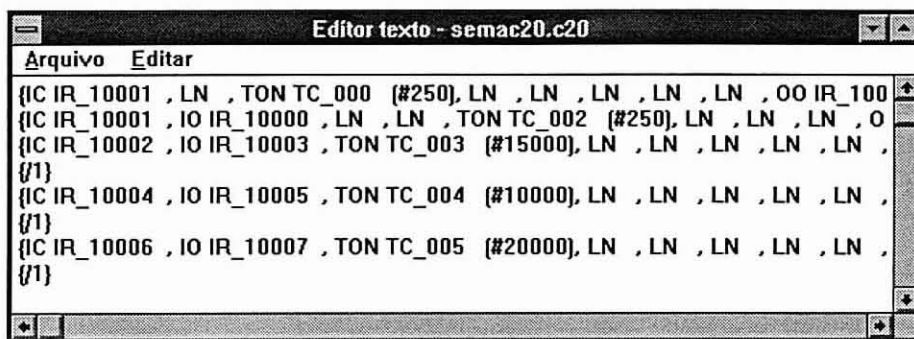 Editor texto - semac20.c20
Arquivo Editar
{IC IR_10001 , LN , TON TC_000 (#250), LN , LN , LN , LN , LN , OO IR_100
{IC IR_10001 , IO IR_10000 , LN , LN , TON TC_002 (#250), LN , LN , LN , O
{IC IR_10002 , IO IR_10003 , TON TC_003 (#15000), LN , LN , LN , LN , LN ,
{/1}
{IC IR_10004 , IO IR_10005 , TON TC_004 (#10000), LN , LN , LN , LN , LN ,
{/1}
{IC IR_10006 , IO IR_10007 , TON TC_005 (#20000), LN , LN , LN , LN , LN ,
{/1}